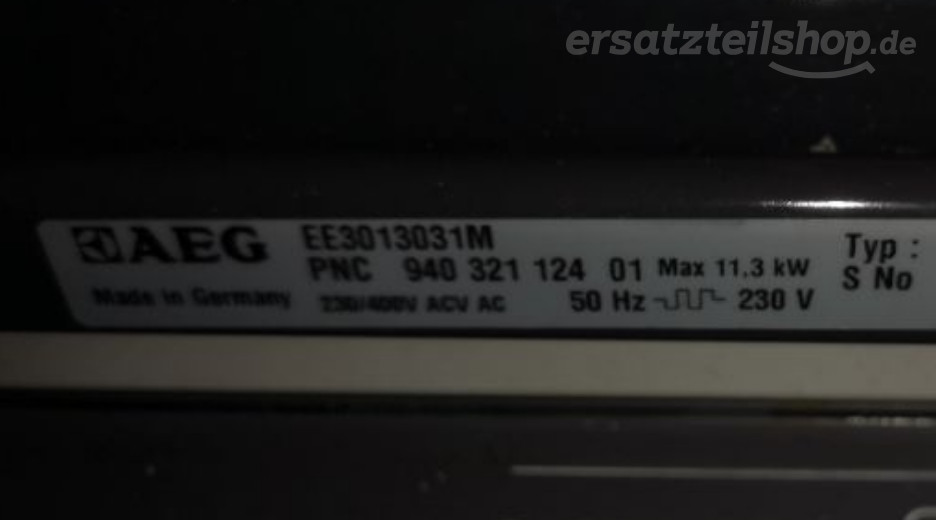 ersatzteilshop.de
AEG EE3013031M Typ :
PNC 940 321 124 01 Max 11,3 kW S No
Made in Germany 230/400V ACV AC 50 Hz 230 V